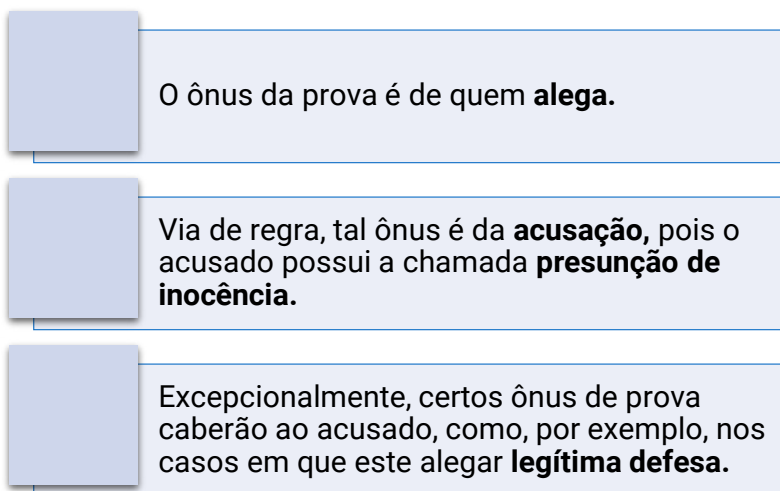 O ônus da prova é de quem alega.
Via de regra, tal ônus é da acusação, pois o
acusado possui a chamada presunção de
inocência.
Excepcionalmente, certos ônus de prova
caberão ao acusado, como, por exemplo, nos
casos em que este alegar legítima defesa.